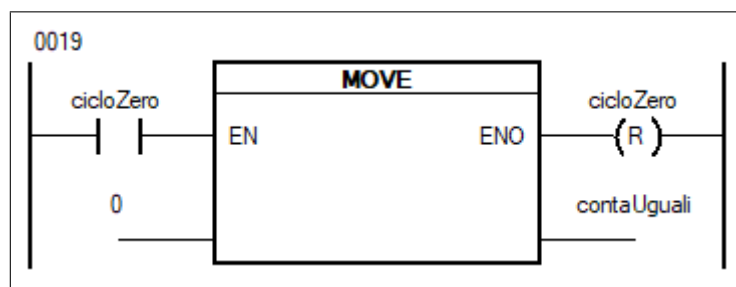 0019
MOVE
cicloZero
cicloZero
EN
ENO
R
0
contaUguali